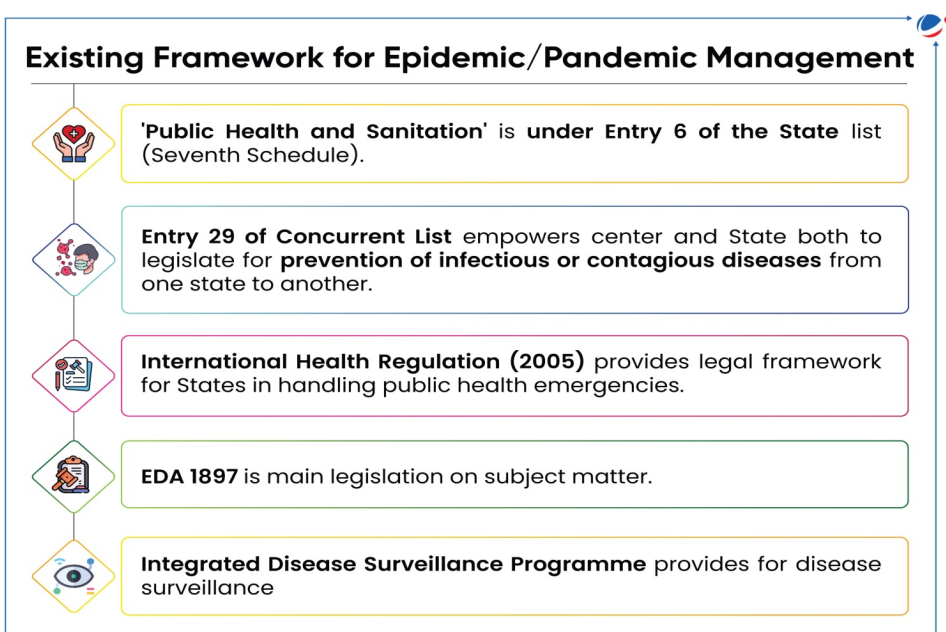 Existing Framework for Epidemic/Pandemic Management
'Public Health and Sanitation' is under Entry 6 of the State list
(Seventh Schedule).
Entry 29 of Concurrent List empowers center and State both to
legislate for prevention of infectious or contagious diseases from
one state to another.
International Health Regulation (2005) provides legal framework
for States in handling public health emergencies.
EDA 1897 is main legislation on subject matter.
Integrated Disease Surveillance Programme provides for disease
surveillance